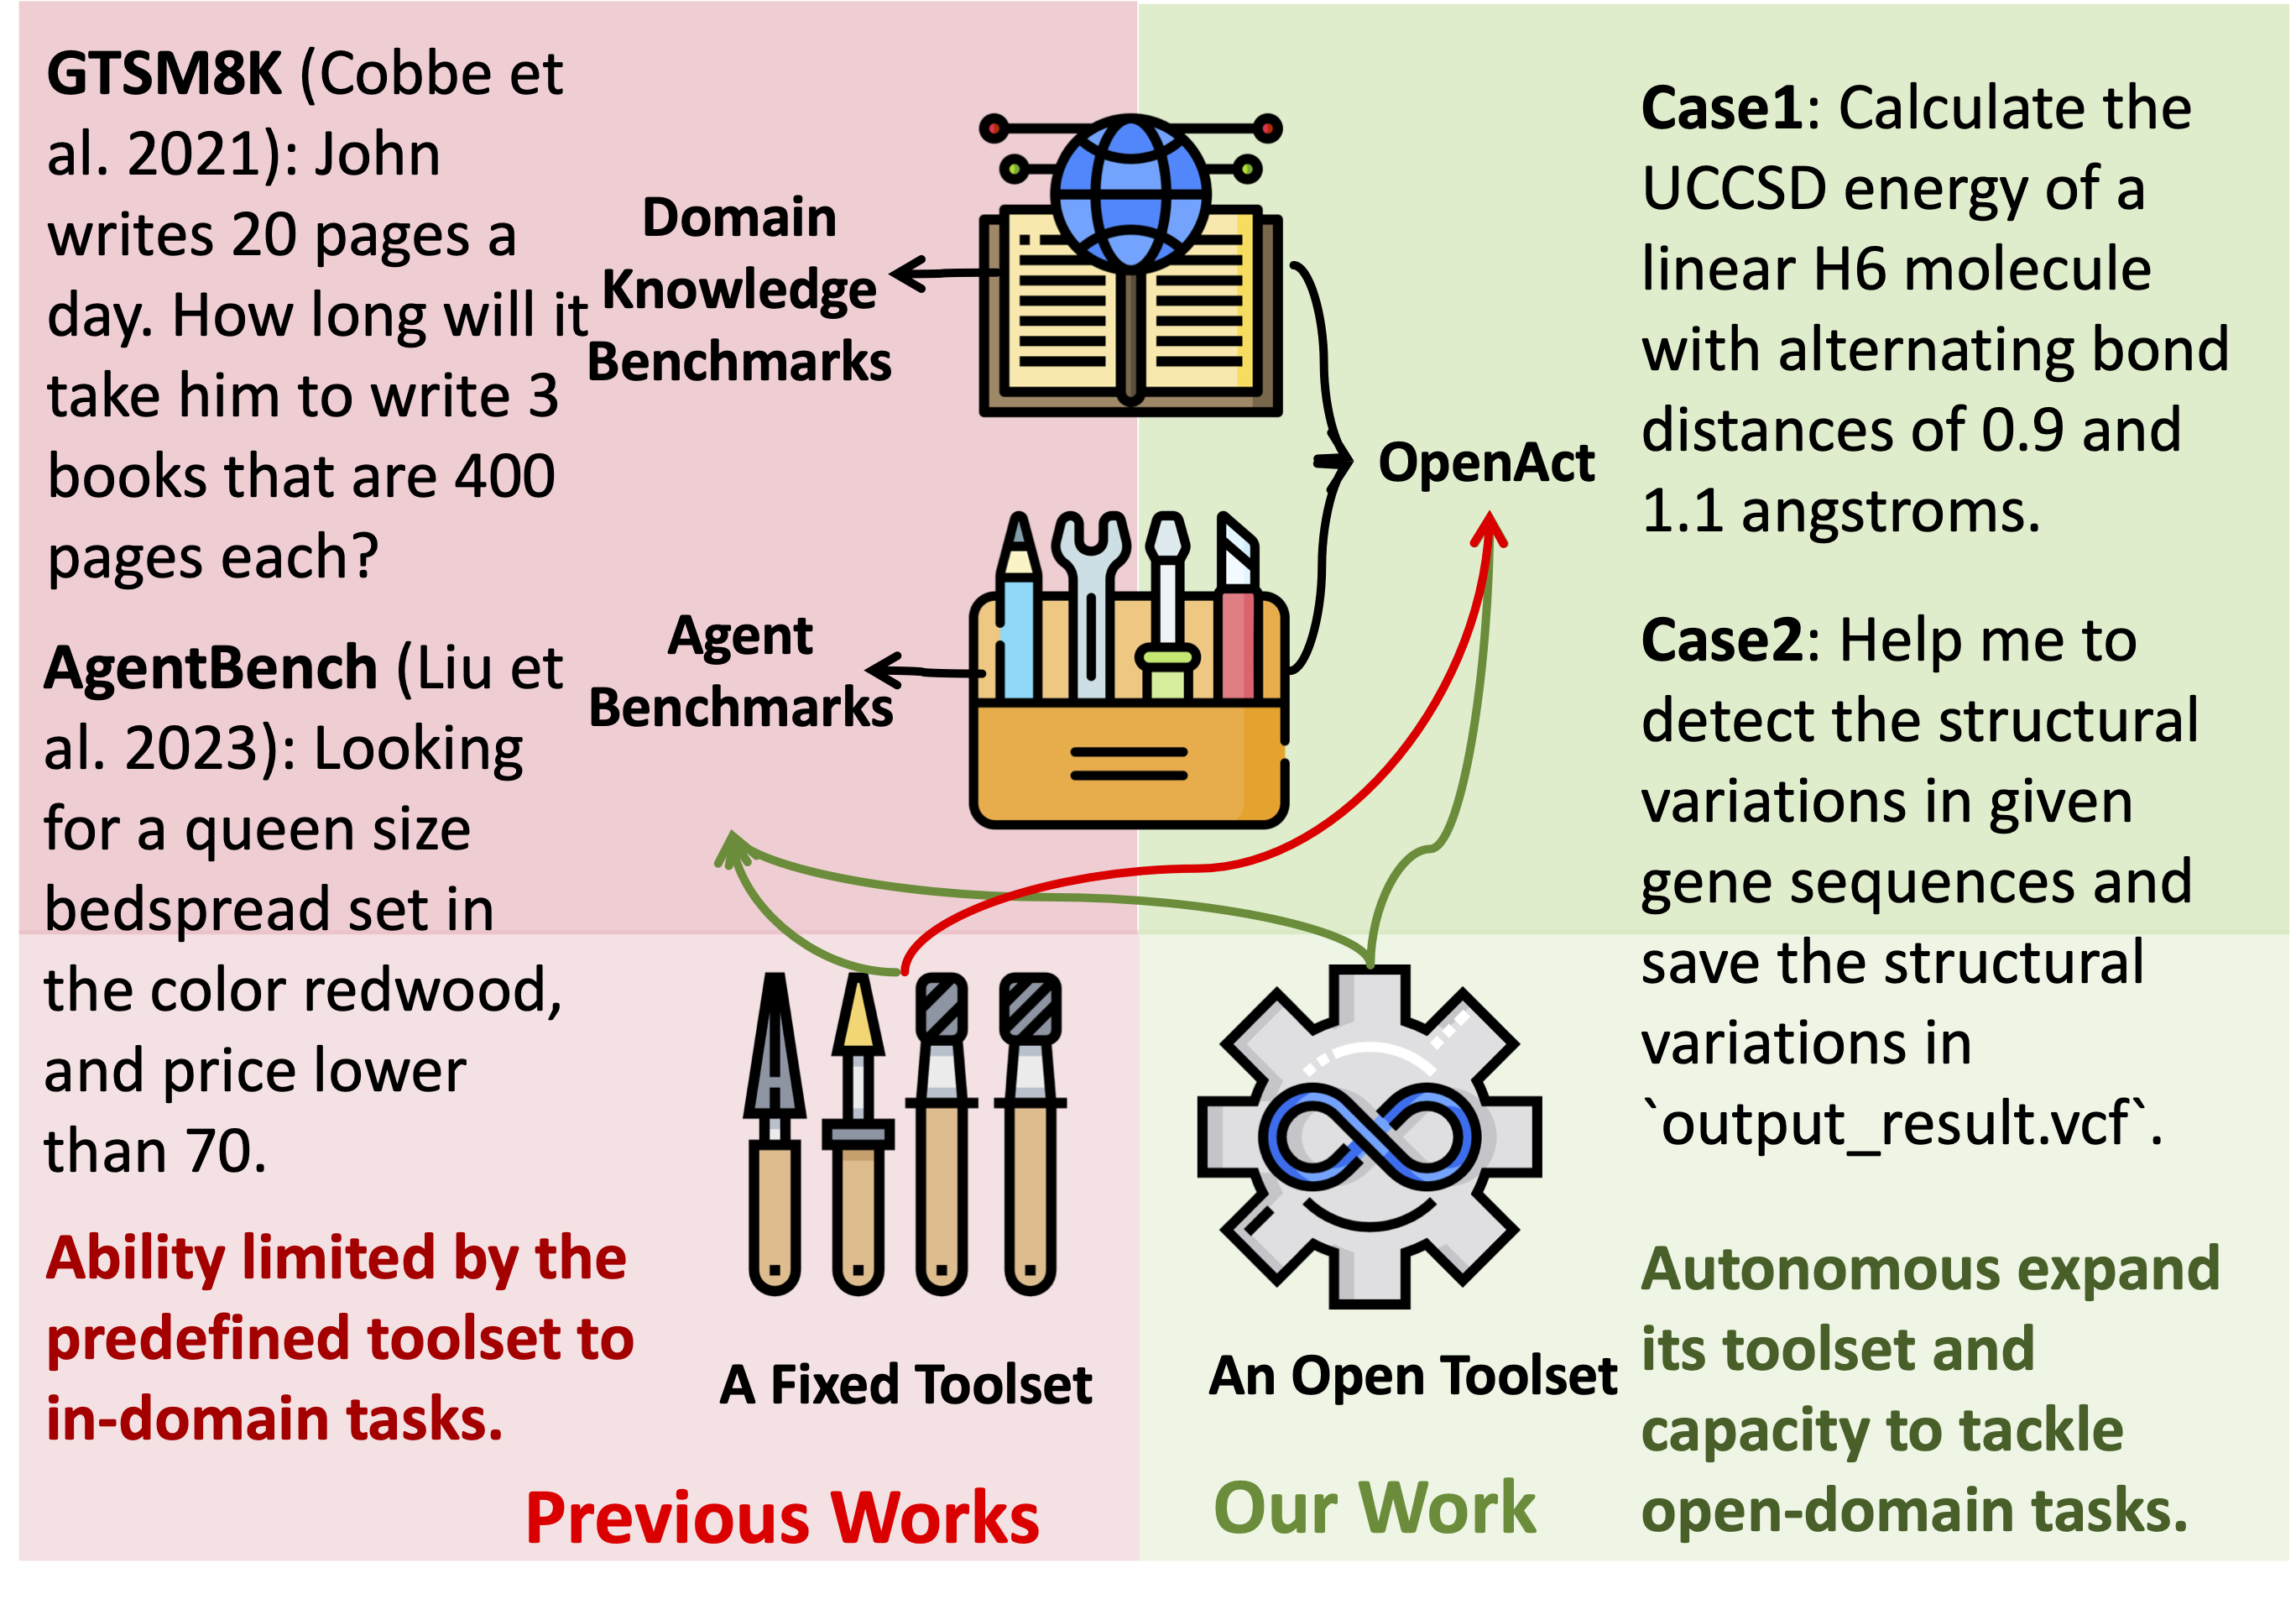 GTSM8K (Cobbe et
al. 2021): John
writes 20 pages a
day. How long will it
take him to write 3
books that are 400
pages each?
AgentBench (Liu et
al. 2023): Looking
for a queen size
bedspread set in
the color redwood,
and price lower
than 70.
Ability limited by the
predefined toolset to
in-domain tasks.
Domain
Knowledge
Benchmarks
Agent
Benchmarks
A Fixed Toolset
Previous Works
OpenAct
An Open Toolset
Our Work
Case1: Calculate the
UCCSD energy of a
linear H6 molecule
with alternating bond
distances of 0.9 and
1.1 angstroms.
Case2: Help me to
detect the structural
variations in given
gene sequences and
save the structural
variations in
`output_result.vcf`.
Autonomous expand
its toolset and
capacity to tackle
open-domain tasks.